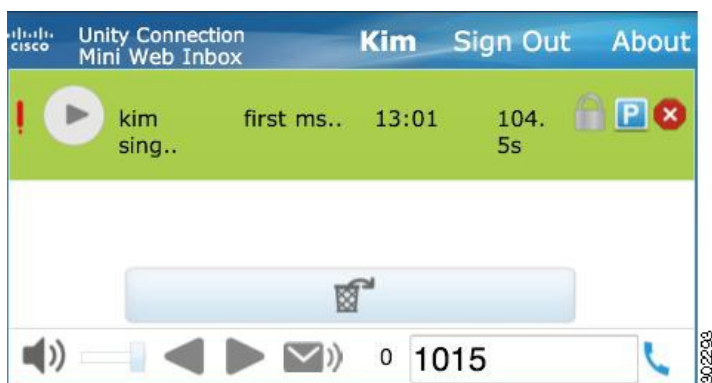 cisco
Unity Connection
Mini Web Inbox
Kim Sign Out About
! kim sing.. first ms.. 13:01 104.5s P
0 1015
302293